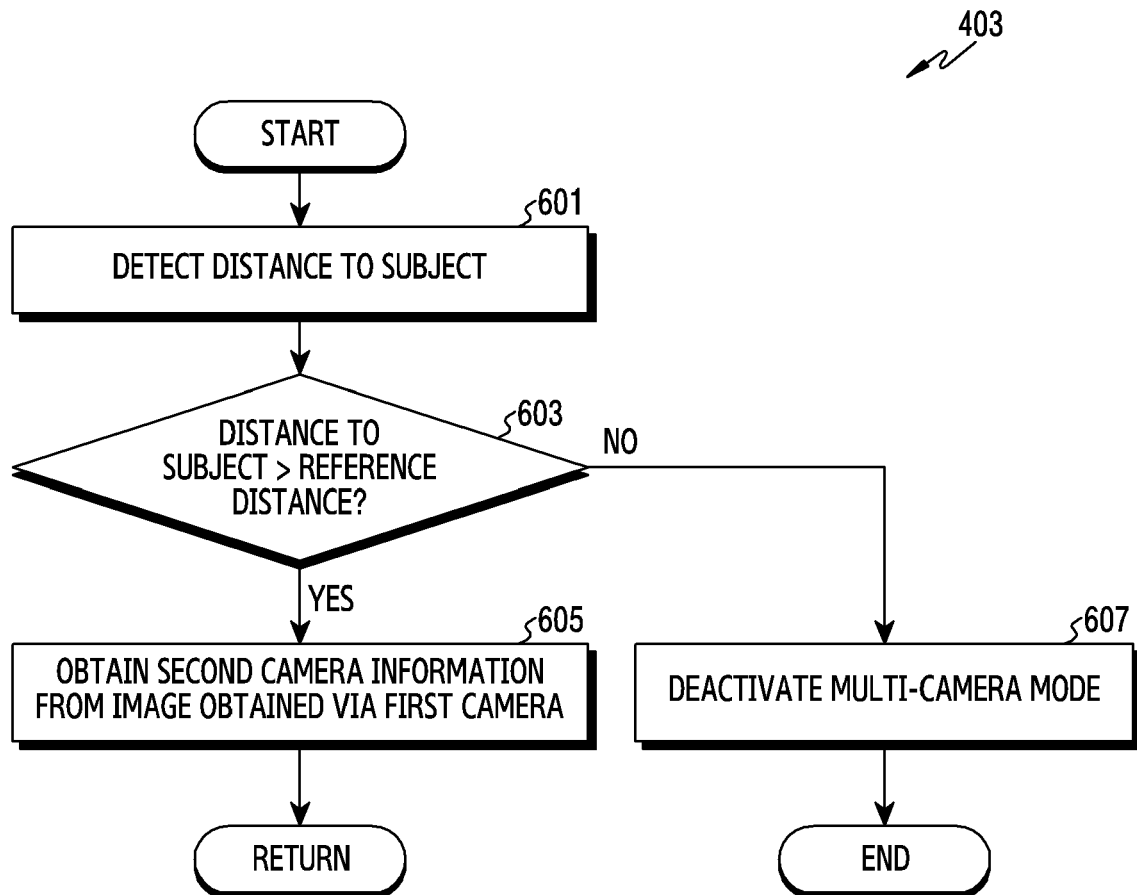 403
START
601
DETECT DISTANCE TO SUBJECT
603
DISTANCE TO
SUBJECT > REFERENCE
DISTANCE?
NO
YES
605
OBTAIN SECOND CAMERA INFORMATION
FROM IMAGE OBTAINED VIA FIRST CAMERA
607
DEACTIVATE MULTI-CAMERA MODE
RETURN
END